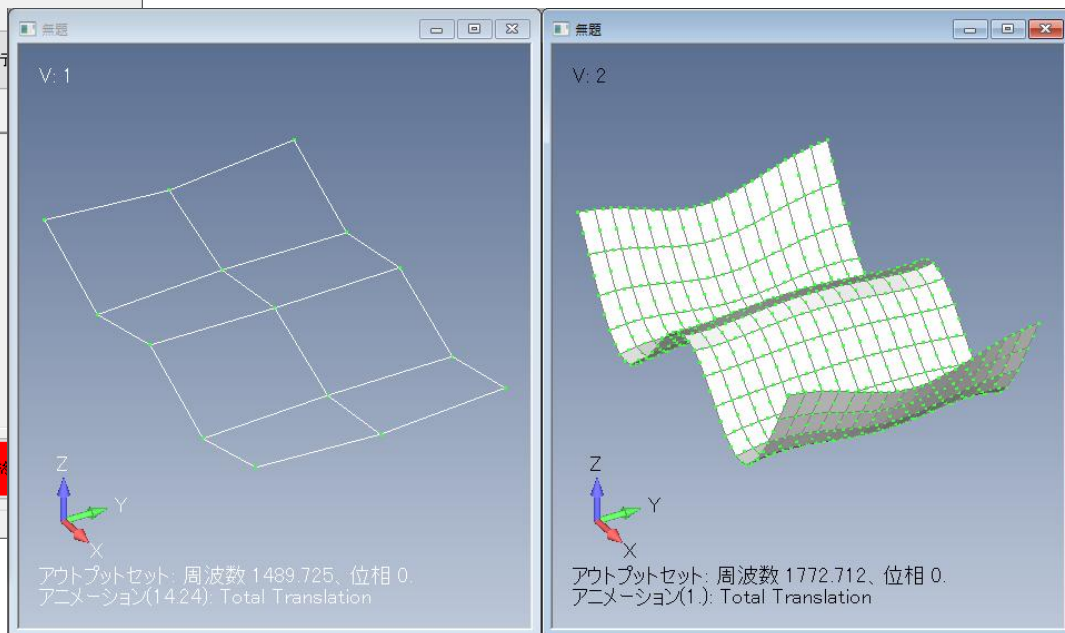 無題
V: 1
Z
Y
X
アウトプットセット: 周波数 1489.725、位相 0.
アニメーション(14.24): Total Translation
無題
V: 2
Z
Y
X
アウトプットセット: 周波数 1772.712、位相 0.
アニメーション(1.): Total Translation